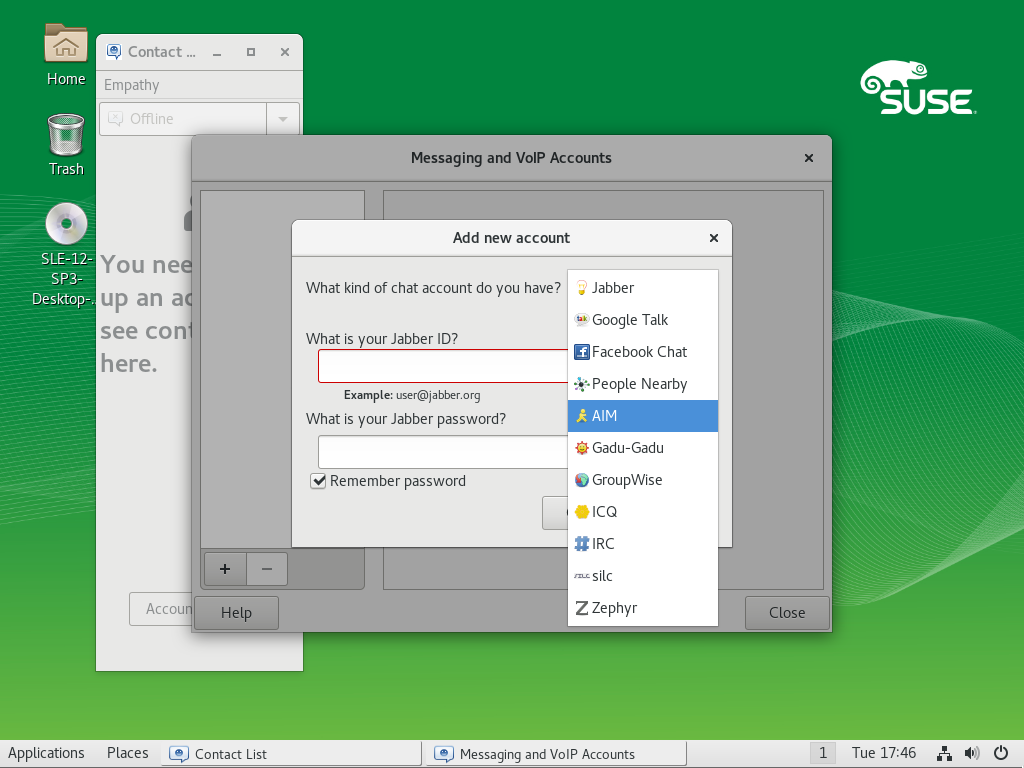 Home
Trash
SLE-12-
SP3-
Desktop-..
Contact ...
Empathy
Offline
You nee
up an ac
see cont
here.
Accoun
SUSE
Messaging and VoIP Accounts
Add new account
What kind of chat account do you have?
What is your Jabber ID?
Example: user@jabber.org
What is your Jabber password?
Remember password
Jabber
Google Talk
Facebook Chat
People Nearby
AIM
Gadu-Gadu
GroupWise
ICQ
IRC
silc
Zephyr
+
−
Help
Close
Applications
Places
Contact List
Messaging and VoIP Accounts
1
Tue 17:46